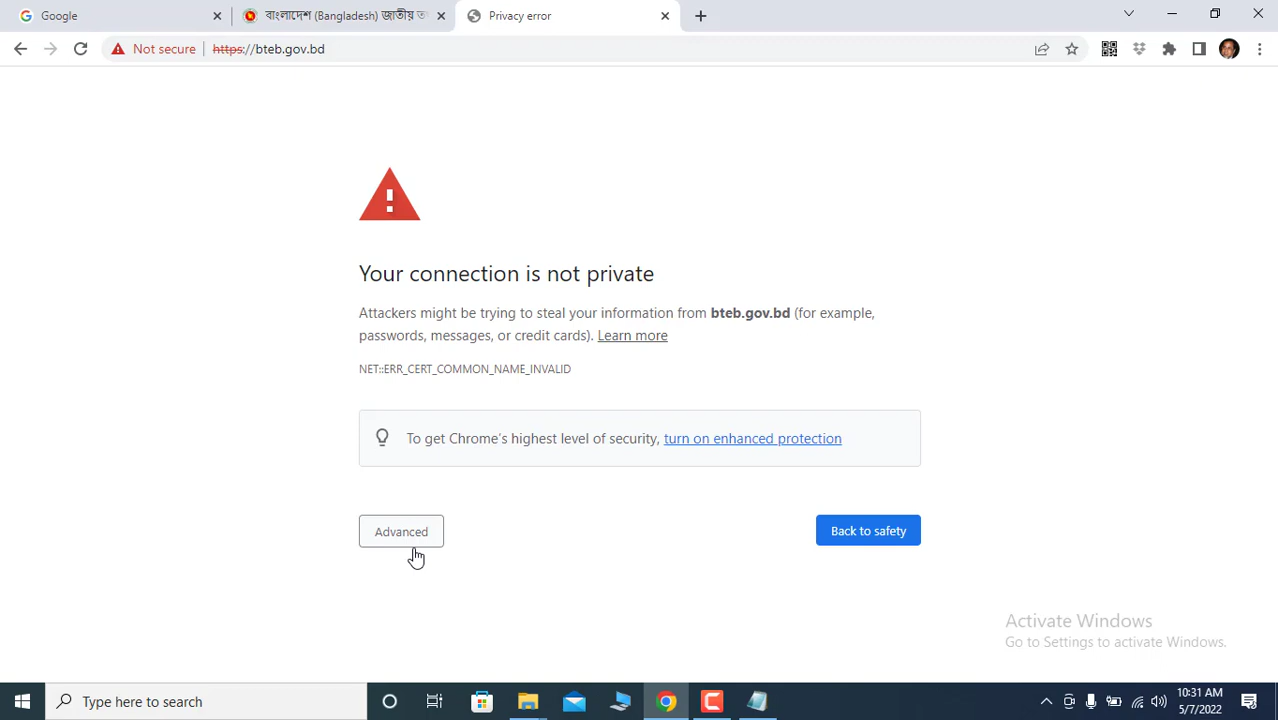 Google
বাংলাদেশ (Bangladesh) জাতীয়
Privacy error
Not secure
https://bteb.gov.bd
Your connection is not private
Attackers might be trying to steal your information from bteb.gov.bd (for example,
passwords, messages, or credit cards). Learn more
NET::ERR_CERT_COMMON_NAME_INVALID
To get Chrome's highest level of security, turn on enhanced protection
Advanced
Back to safety
Activate Windows
Go to Settings to activate Windows.
Type here to search
10:31 AM
5/7/2022